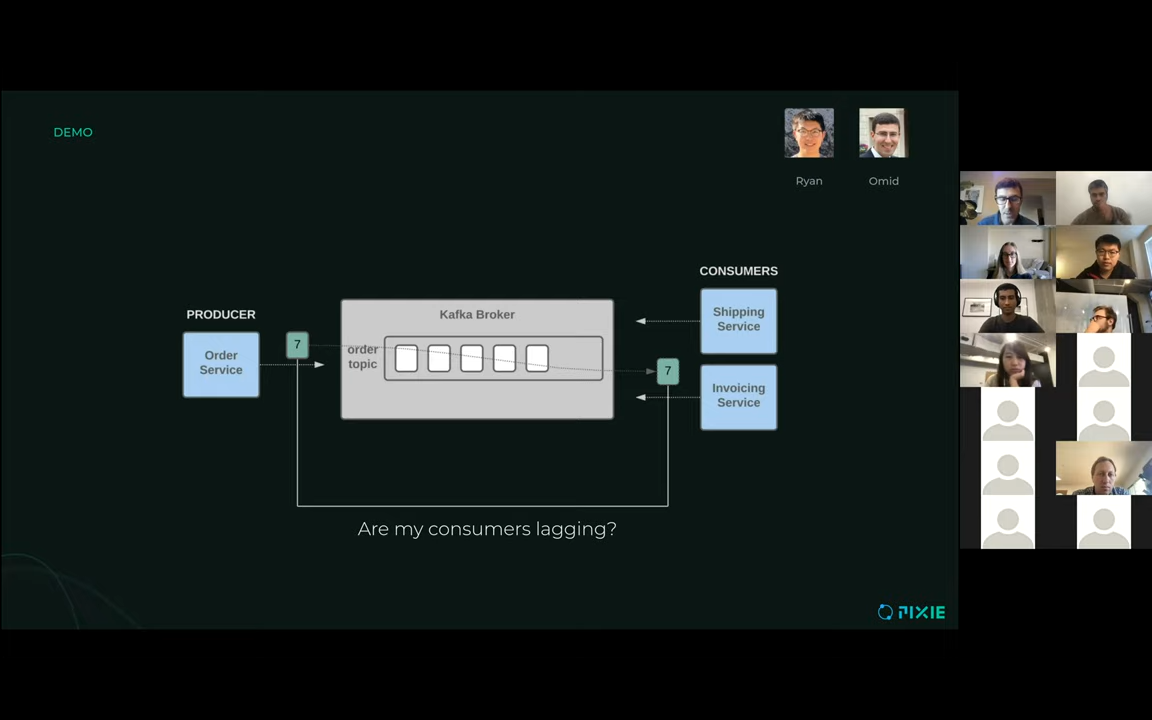 DEMO
Ryan
Omid
PRODUCER
Order
Service
7
Kafka Broker
order
topic
7
CONSUMERS
Shipping
Service
Invoicing
Service
Are my consumers lagging?
PIXIE